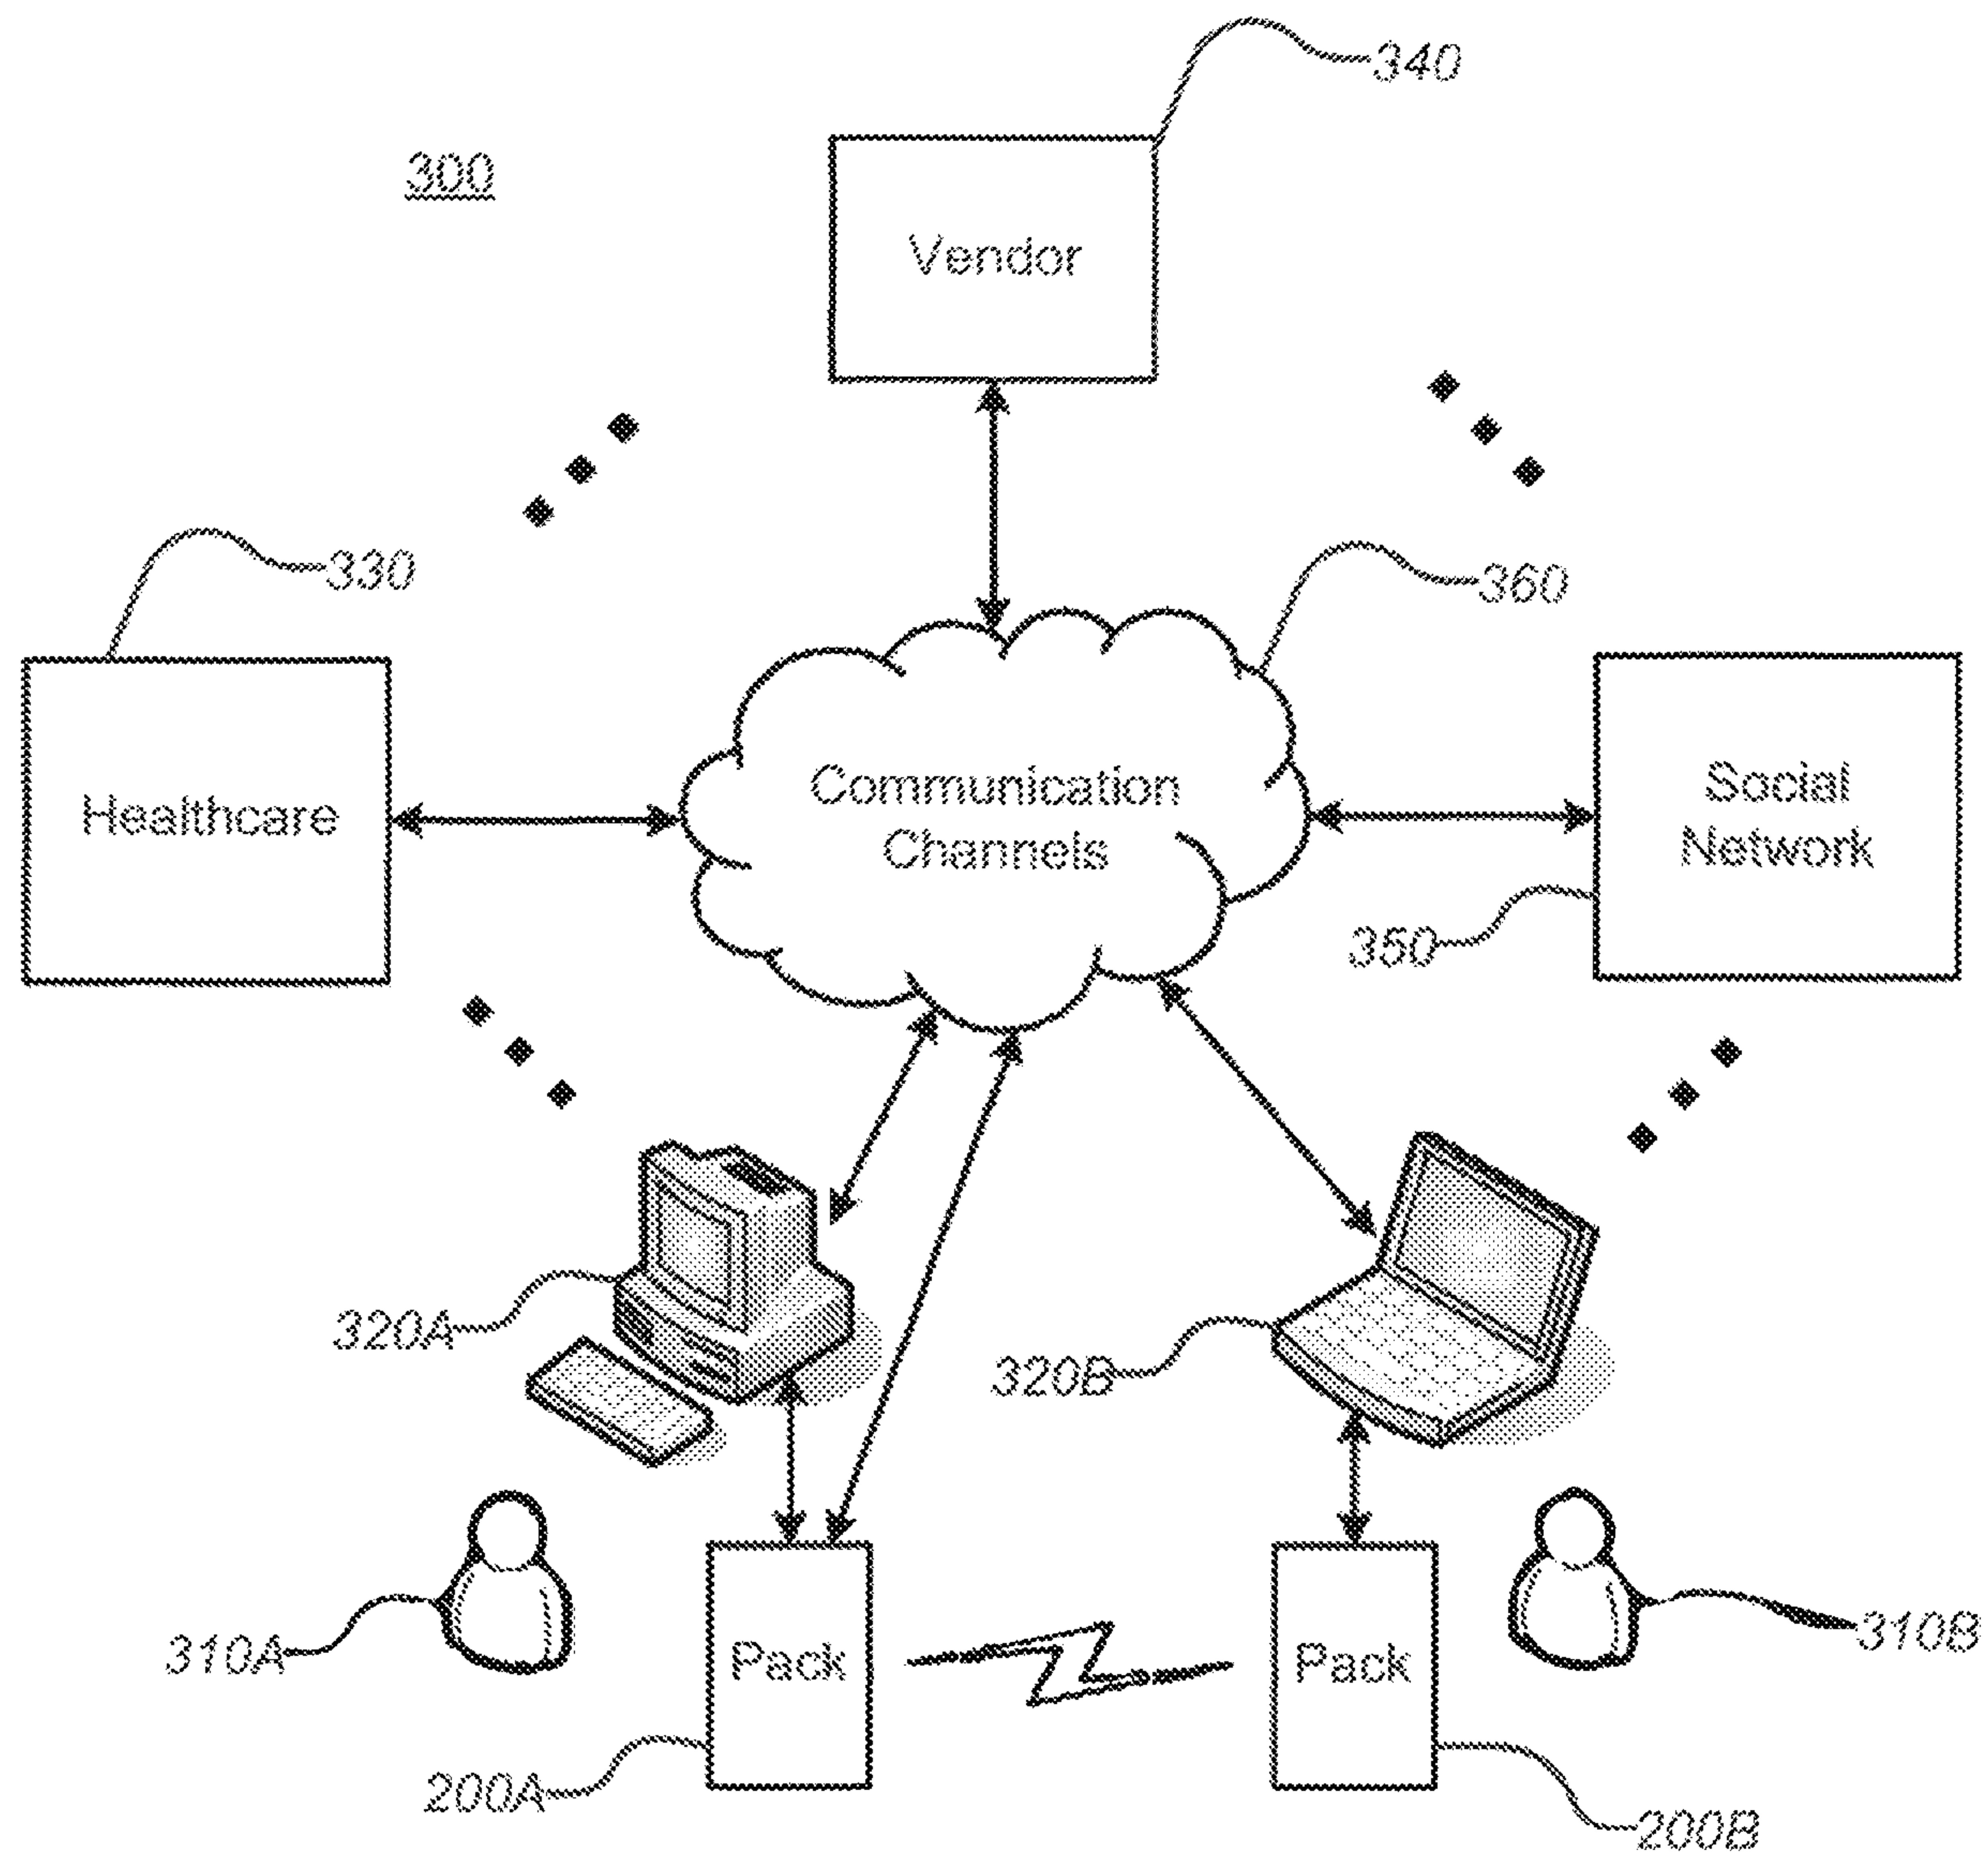 340
300
Vendor
330
360
Healthcare
Communication
Channels
Social
Network
350
320A
320B
310A
Pack
Pack
310B
200A
200B